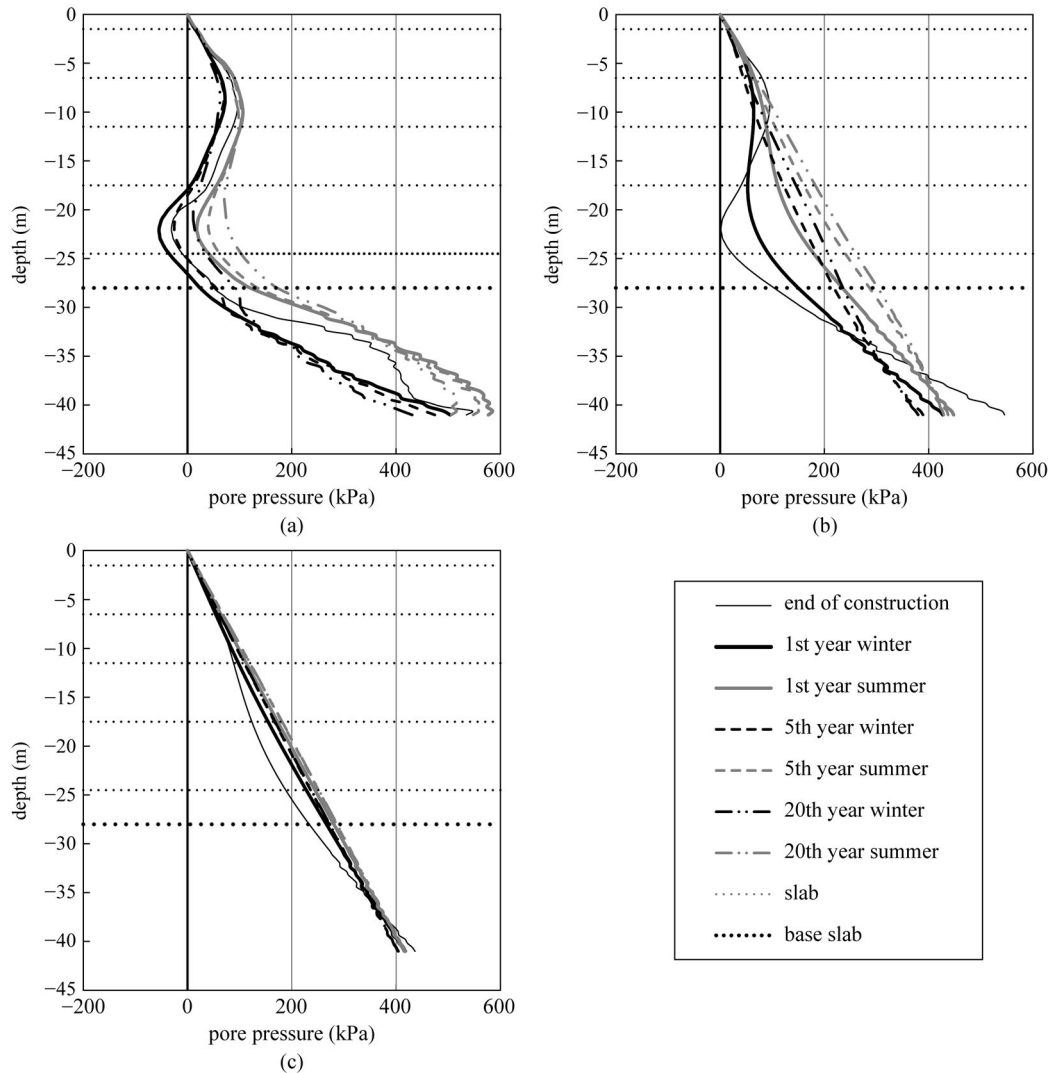 0
−5
−10
−15
−20
−25
−30
−35
−40
−45
depth (m)
−200 0 200 400 600
pore pressure (kPa)
(a)
0
−5
−10
−15
−20
−25
−30
−35
−40
−45
depth (m)
−200 0 200 400 600
pore pressure (kPa)
(b)
0
−5
−10
−15
−20
−25
−30
−35
−40
−45
depth (m)
−200 0 200 400 600
pore pressure (kPa)
(c)
end of construction
1st year winter
1st year summer
5th year winter
5th year summer
20th year winter
20th year summer
slab
base slab